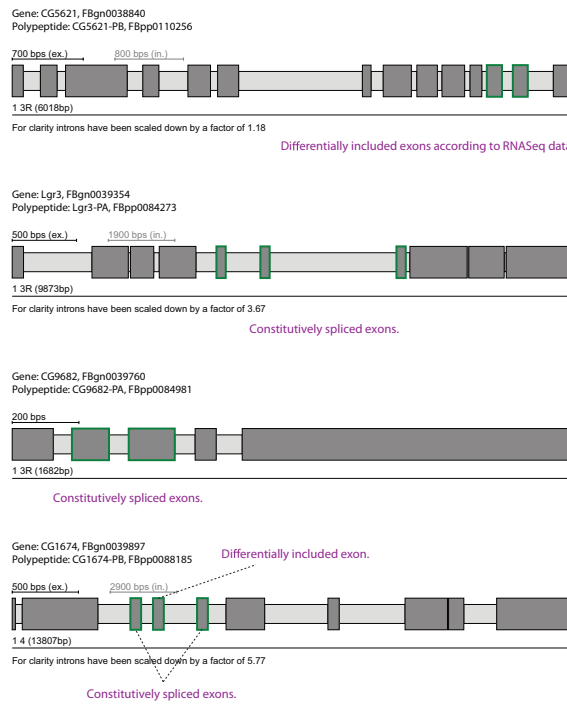 Gene: CG5621, FBgn0038840
Polypeptide: CG5621-PB, FBpp0110256
700 bps (ex.) 800 bps (in.)
1 3R (6018bp)
For clarity introns have been scaled down by a factor of 1.18
Differentially included exons according to RNASeq data
Gene: Lgr3, FBgn0039354
Polypeptide: Lgr3-PA, FBpp0084273
500 bps (ex.) 1900 bps (in.)
1 3R (9873bp)
For clarity introns have been scaled down by a factor of 3.67
Constitutively spliced exons.
Gene: CG9682, FBgn0039760
Polypeptide: CG9682-PA, FBpp0084981
200 bps
1 3R (1682bp)
Constitutively spliced exons.
Gene: CG1674, FBgn0039897
Polypeptide: CG1674-PB, FBpp0088185
Differentially included exon.
500 bps (ex.) 2900 bps (in.)
1 4 (13807bp)
For clarity introns have been scaled down by a factor of 5.77
Constitutively spliced exons.